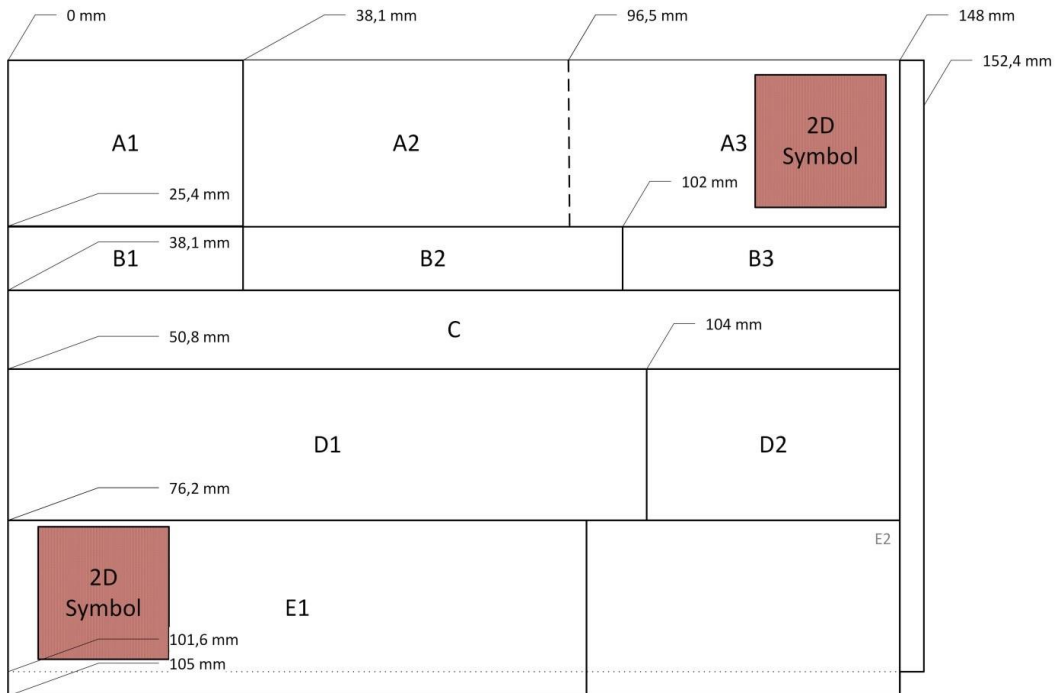 0 mm
38,1 mm
96,5 mm
148 mm
152,4 mm
A1
A2
A3
2D
Symbol
25,4 mm
102 mm
38,1 mm
B1
B2
B3
50,8 mm
C
104 mm
D1
D2
76,2 mm
E2
2D
Symbol
E1
101,6 mm
105 mm